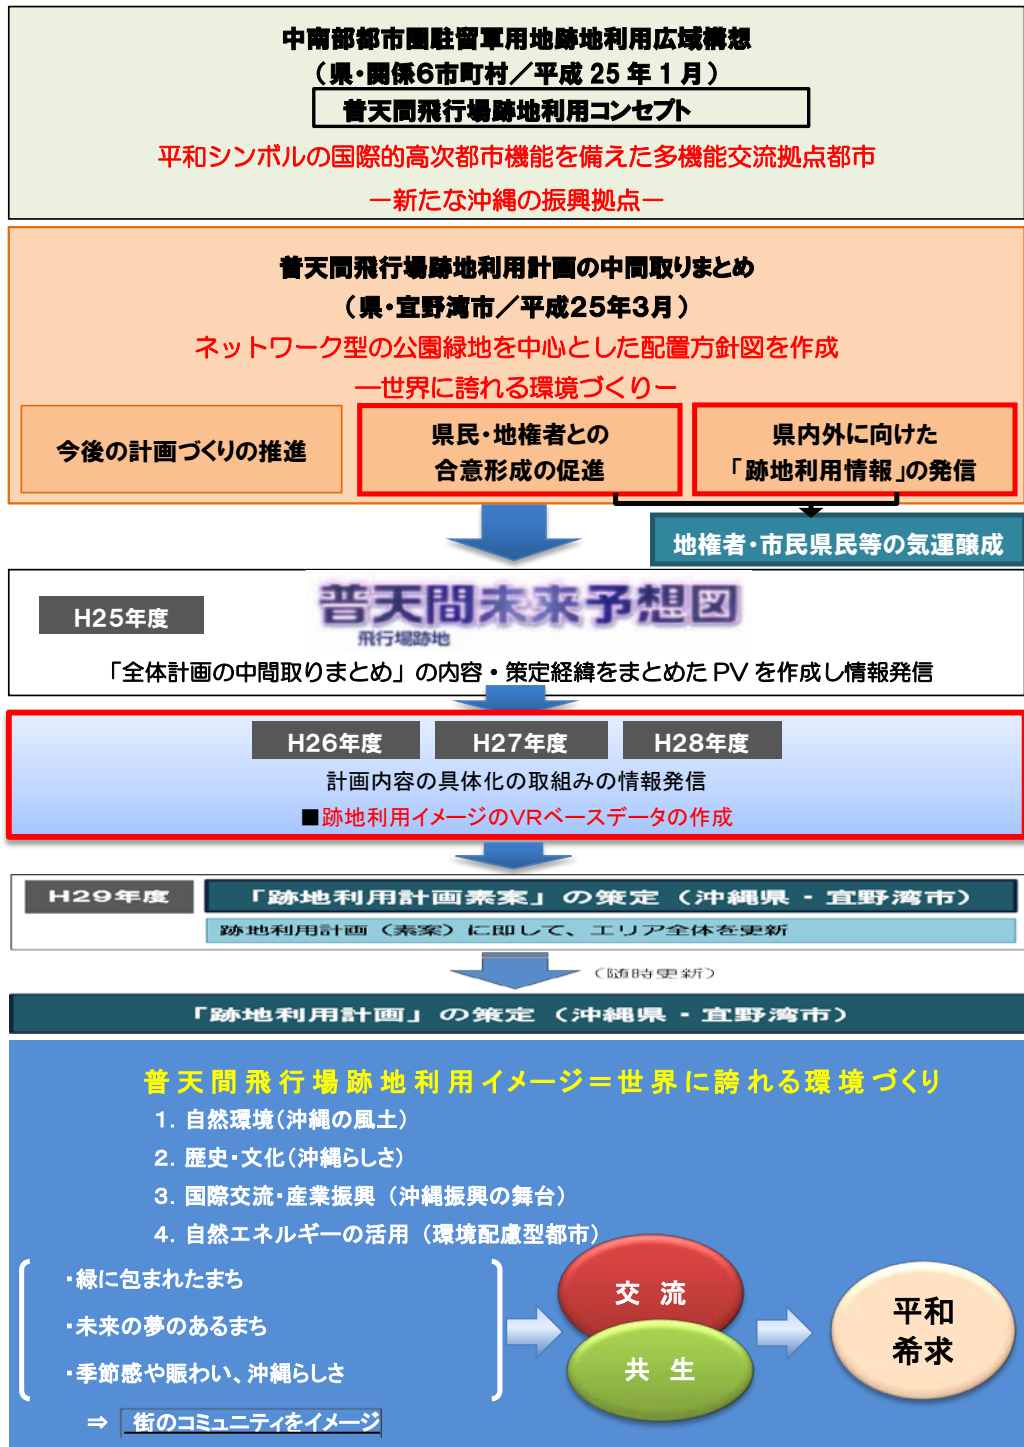 中南部都市圏駐留軍用地跡地利用広域構想
（県・関係６市町村／平成 25 年 1 月）
普天間飛行場跡地利用コンセプト
平和シンボルの国際的高次都市機能を備えた多機能交流拠点都市
－新たな沖縄の振興拠点－
普天間飛行場跡地利用計画の中間取りまとめ
（県・宜野湾市／平成２５年３月）
ネットワーク型の公園緑地を中心とした配置方針図を作成
―世界に誇れる環境づくり－
今後の計画づくりの推進
県民・地権者との
合意形成の促進
県内外に向けた
「跡地利用情報」の発信
地権者・市民県民等の気運醸成
H25年度
普天間未来予想図
飛行場跡地
「全体計画の中間取りまとめ」の内容・策定経緯をまとめた PV を作成し情報発信
H26年度 H27年度 H28年度
計画内容の具体化の取組みの情報発信
■跡地利用イメージのVRベースデータの作成
H29年度
「跡地利用計画素案」の策定（沖縄県・宜野湾市）
跡地利用計画（素案）に即して、エリア全体を更新
（随時更新）
「跡地利用計画」の策定（沖縄県・宜野湾市）
普天間飛行場跡地利用イメージ＝世界に誇れる環境づくり
１．自然環境（沖縄の風土）
２．歴史・文化（沖縄らしさ）
３．国際交流・産業振興（沖縄振興の舞台）
４．自然エネルギーの活用（環境配慮型都市）
・緑に包まれたまち
・未来の夢のあるまち
・季節感や賑わい、沖縄らしさ
⇒ 街のコミュニティをイメージ
交 流
共 生
平和
希求